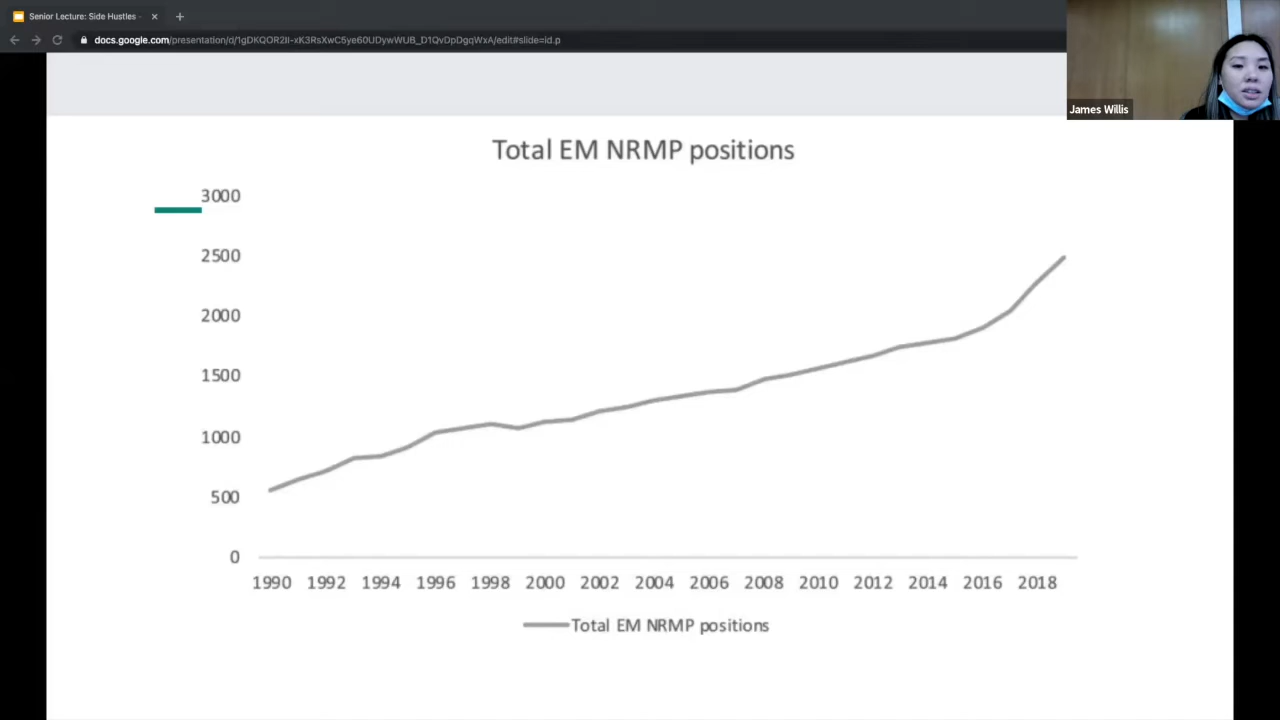 Senior Lecture: Side Hustles -
docs.google.com/presentation/d/1gDKQOR2II-xK3RsXwC5ye60UDywWUB_D1QvDpDgqWxA/edit#slide=id.p
James Willis
Total EM NRMP positions
3000
2500
2000
1500
1000
500
0
1990 1992 1994 1996 1998 2000 2002 2004 2006 2008 2010 2012 2014 2016 2018
Total EM NRMP positions